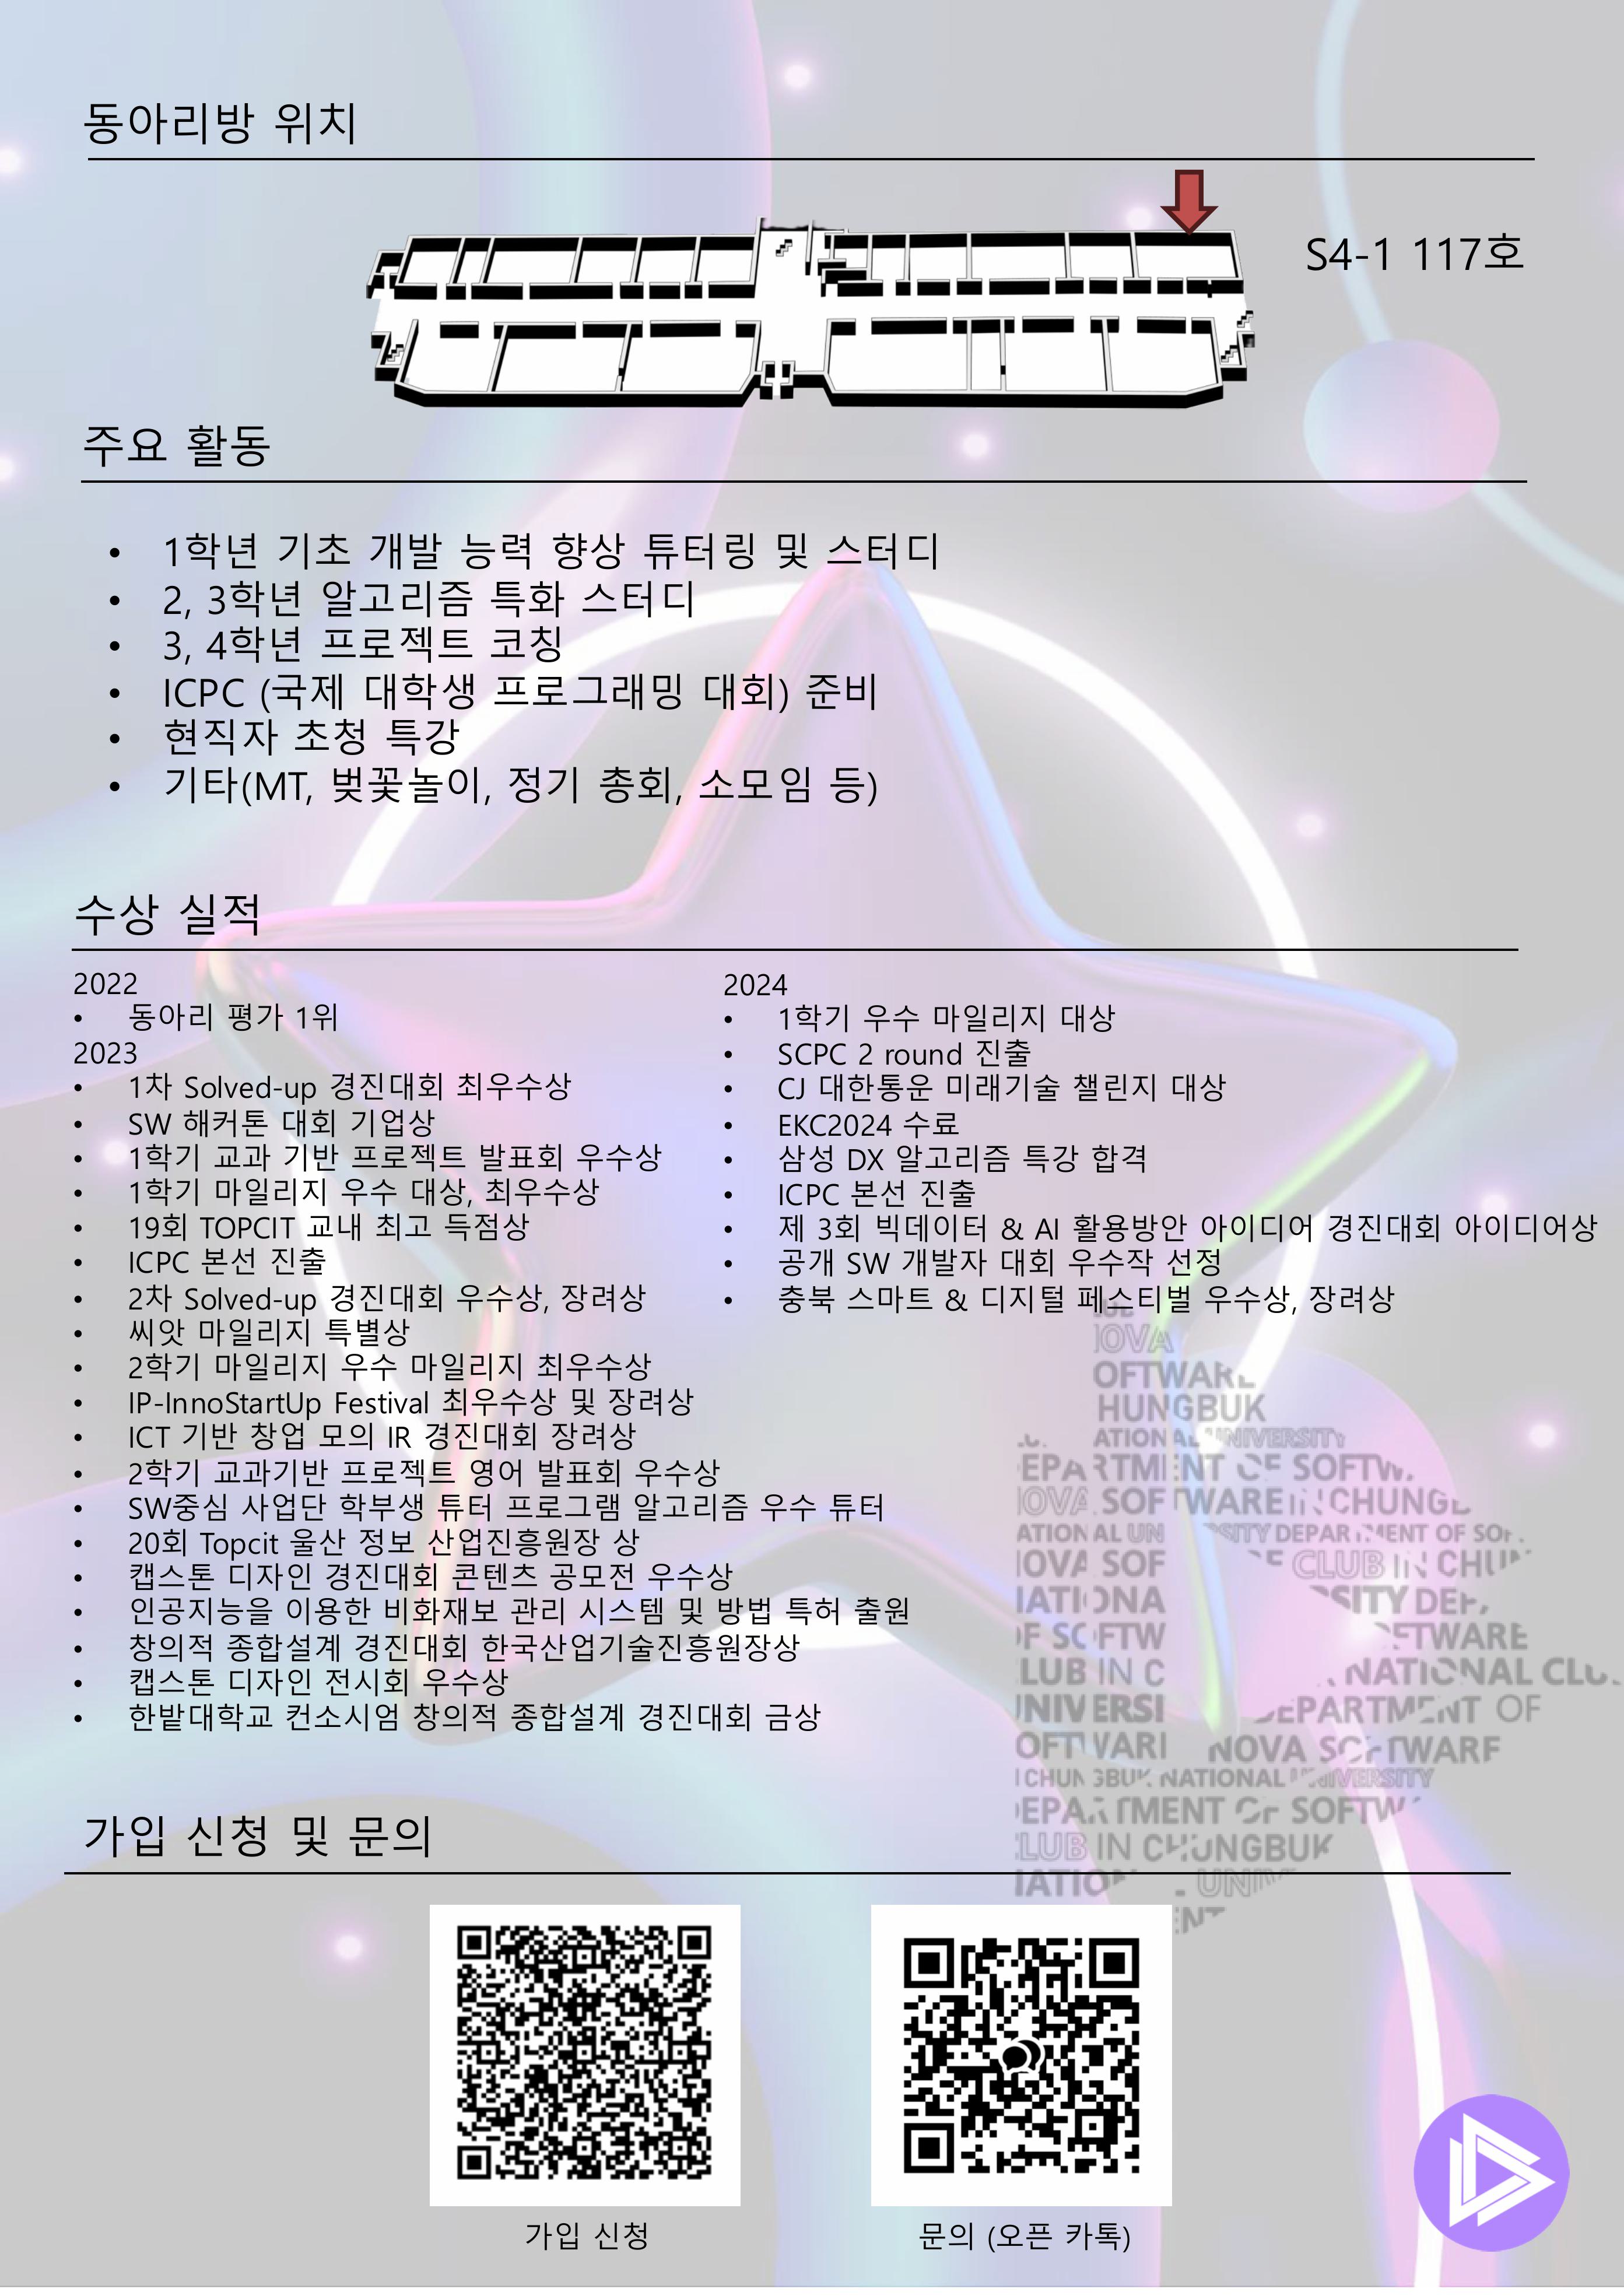 동아리방 위치
S4-1 117호
주요 활동
• 1학년 기초 개발 능력 향상 튜터링 및 스터디
• 2, 3학년 알고리즘 특화 스터디
• 3, 4학년 프로젝트 코칭
• ICPC (국제 대학생 프로그래밍 대회) 준비
• 현직자 초청 특강
• 기타(MT, 벚꽃놀이, 정기 총회, 소모임 등)
수상 실적
2022
• 동아리 평가 1위
2023
• 1차 Solved-up 경진대회 최우수상
• SW 해커톤 대회 기업상
• 1학기 교과 기반 프로젝트 발표회 우수상
• 1학기 마일리지 우수 대상, 최우수상
• 19회 TOPCIT 교내 최고 득점상
• ICPC 본선 진출
• 2차 Solved-up 경진대회 우수상, 장려상
• 씨앗 마일리지 특별상
• 2학기 마일리지 우수 마일리지 최우수상
• IP-InnoStartUp Festival 최우수상 및 장려상
• ICT 기반 창업 모의 IR 경진대회 장려상
• 2학기 교과기반 프로젝트 영어 발표회 우수상
• SW중심 사업단 학부생 튜터 프로그램 알고리즘 우수 튜터
• 20회 Topcit 울산 정보 산업진흥원장 상
• 캡스톤 디자인 경진대회 콘텐츠 공모전 우수상
• 인공지능을 이용한 비화재보 관리 시스템 및 방법 특허 출원
• 창의적 종합설계 경진대회 한국산업기술진흥원장상
• 캡스톤 디자인 전시회 우수상
• 한밭대학교 컨소시엄 창의적 종합설계 경진대회 금상
2024
• 1학기 우수 마일리지 대상
• SCPC 2 round 진출
• CJ 대한통운 미래기술 챌린지 대상
• EKC2024 수료
• 삼성 DX 알고리즘 특강 합격
• ICPC 본선 진출
• 제 3회 빅데이터 & AI 활용방안 아이디어 경진대회 아이디어상
• 공개 SW 개발자 대회 우수작 선정
• 충북 스마트 & 디지털 페스티벌 우수상, 장려상
가입 신청 및 문의
가입 신청
문의 (오픈 카톡)